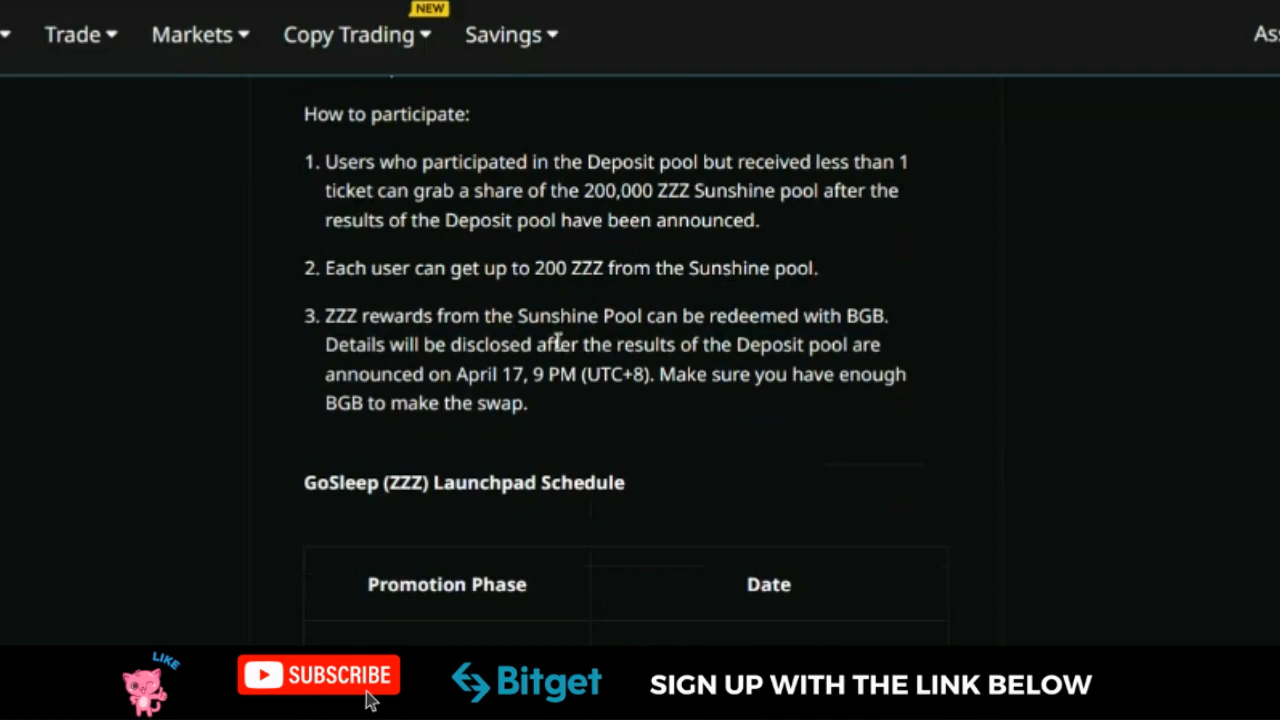 NEW
Trade Markets Copy Trading Savings
How to participate:
1. Users who participated in the Deposit pool but received less than 1
ticket can grab a share of the 200,000 ZZZ Sunshine pool after the
results of the Deposit pool have been announced.
2. Each user can get up to 200 ZZZ from the Sunshine pool.
3. ZZZ rewards from the Sunshine Pool can be redeemed with BGB.
Details will be disclosed after the results of the Deposit pool are
announced on April 17, 9 PM (UTC+8). Make sure you have enough
BGB to make the swap.
GoSleep (ZZZ) Launchpad Schedule
Promotion Phase Date
LIKE
SUBSCRIBE Bitget SIGN UP WITH THE LINK BELOW